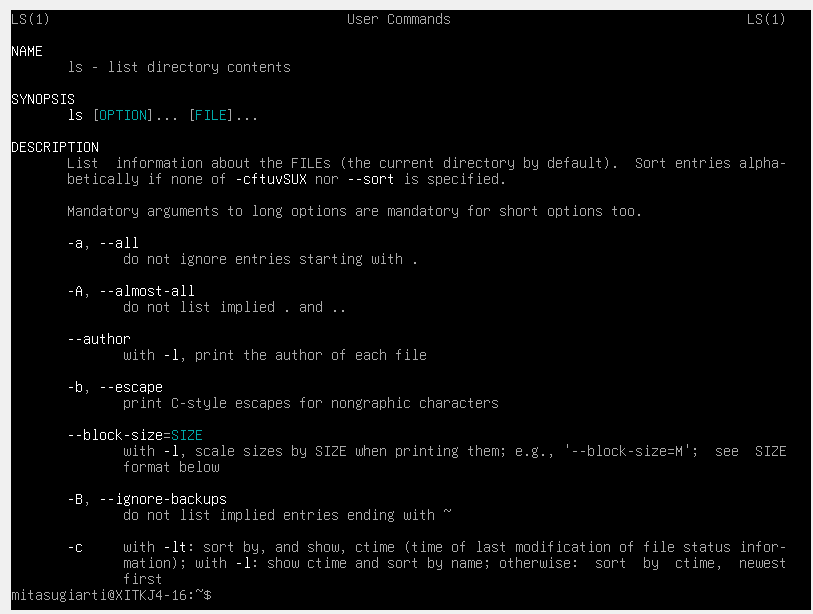 LS(1) User Commands LS(1)
NAME
ls - list directory contents
SYNOPSIS
ls [OPTION]... [FILE]...
DESCRIPTION
List information about the FILEs (the current directory by default). Sort entries alpha-
betically if none of -cftuvSUX nor --sort is specified.
Mandatory arguments to long options are mandatory for short options too.
-a, --all
do not ignore entries starting with .
-A, --almost-all
do not list implied . and ..
--author
with -l, print the author of each file
-b, --escape
print C-style escapes for nongraphic characters
--block-size=SIZE
with -l, scale sizes by SIZE when printing them; e.g., '--block-size=M'; see SIZE
format below
-B, --ignore-backups
do not list implied entries ending with ~
-c with -lt: sort by, and show, ctime (time of last modification of file status infor-
mation); with -l: show ctime and sort by name; otherwise: sort by ctime, newest
first
mitasugiarti@XITKJ4-16:~$